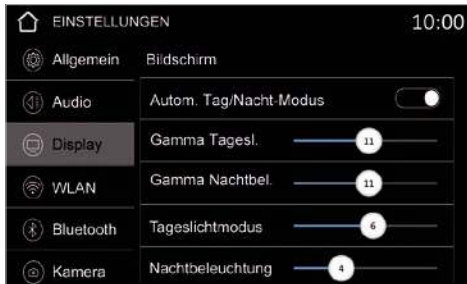 EINSTELLUNGEN 10:00
Allgemein
Audio
Display
WLAN
Bluetooth
Kamera
Bildschirm
Autom. Tag/Nacht-Modus
Gamma Tagesl. 11
Gamma Nachtbel. 11
Tageslichtmodus 6
Nachtbeleuchtung 4